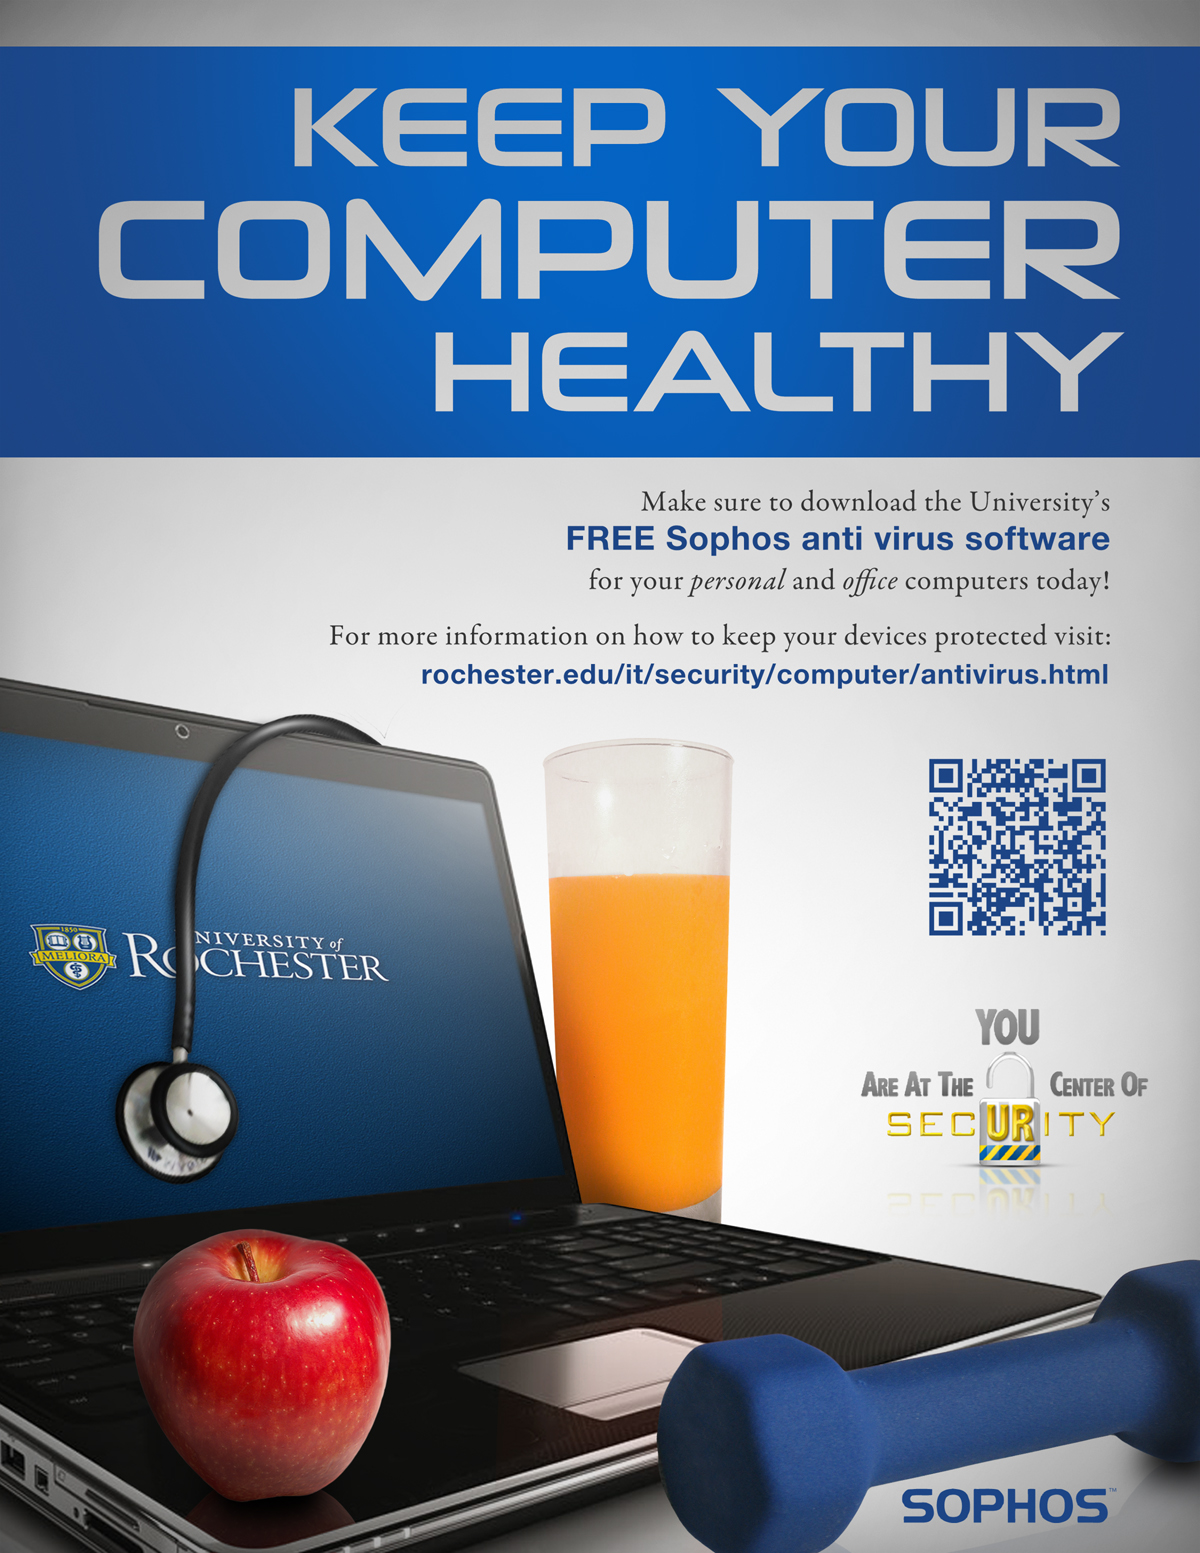 KEEP YOUR
COMPUTER
HEALTHY
Make sure to download the University's
FREE Sophos anti virus software
for your personal and office computers today!
For more information on how to keep your devices protected visit:
rochester.edu/it/security/computer/antivirus.html
1850
MELIORA
UNIVERSITY of
ROCHESTER
YOU
ARE AT THE CENTER OF
SECURITY
SOPHOS™